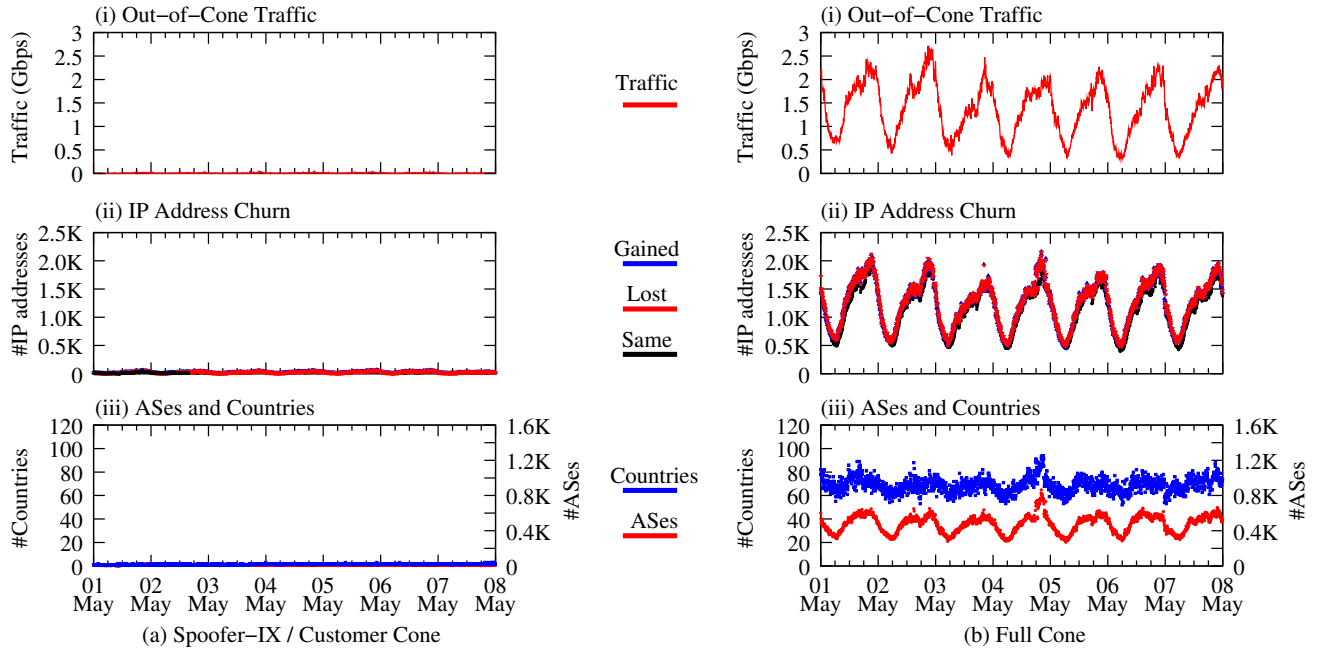 (i) Out−of−Cone Traffic
Traffic (Gbps)
3
2.5
2
1.5
1
0.5
0
(ii) IP Address Churn
#IP addresses
2.5K
2.0K
1.5K
1.0K
0.5K
0
(iii) ASes and Countries
#Countries
120
100
80
60
40
20
0
1.6K
1.2K
0.8K
0.4K
0
#ASes
01 02 03 04 05 06 07 08
May May May May May May May May
(a) Spoofer−IX / Customer Cone
Traffic
Gained
Lost
Same
Countries
ASes
(i) Out−of−Cone Traffic
Traffic (Gbps)
3
2.5
2
1.5
1
0.5
0
(ii) IP Address Churn
#IP addresses
2.5K
2.0K
1.5K
1.0K
0.5K
0
(iii) ASes and Countries
#Countries
120
100
80
60
40
20
0
1.6K
1.2K
0.8K
0.4K
0
#ASes
01 02 03 04 05 06 07 08
May May May May May May May May
(b) Full Cone